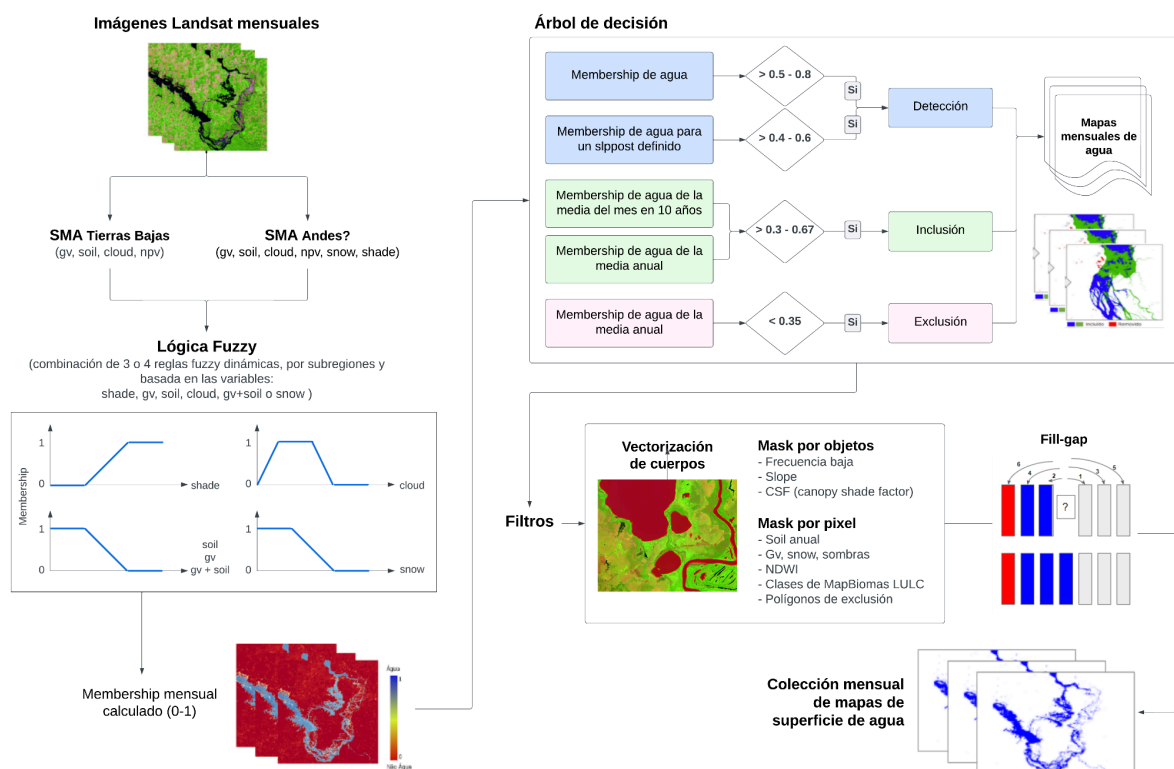 Imágenes Landsat mensuales
SMA Tierras Bajas
(gv, soil, cloud, npv)
SMA Andes?
(gv, soil, cloud, npv, snow, shade)
Lógica Fuzzy
(combinación de 3 o 4 reglas fuzzy dinámicas, por subregiones y
basada en las variables:
shade, gv, soil, cloud, gv+soil o snow )
Membership
1
0
shade
1
0
cloud
1
0
soil
gv
gv + soil
1
0
snow
Membership mensual
calculado (0-1)
Água
1
0
Não Água
Árbol de decisión
Membership de agua
> 0.5 - 0.8
Si
Membership de agua para
un slppost definido
> 0.4 - 0.6
Si
Detección
Membership de agua de la
media del mes en 10 años
Membership de agua de la
media anual
> 0.3 - 0.67
Si
Inclusión
Membership de agua de la
media anual
< 0.35
Si
Exclusión
Mapas
mensuales de
agua
Filtros
Vectorización
de cuerpos
Mask por objetos
- Frecuencia baja
- Slope
- CSF (canopy shade factor)
Mask por pixel
- Soil anual
- Gv, snow, sombras
- NDWI
- Clases de MapBiomas LULC
- Polígonos de exclusión
Fill-gap
6
4
2
1
3
5
?
Colección mensual
de mapas de
superficie de agua